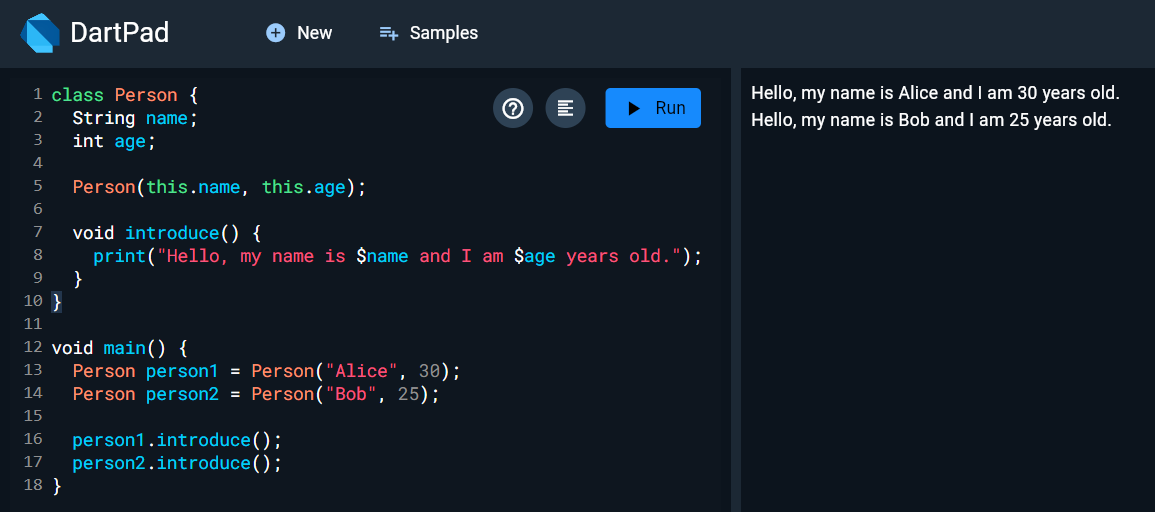 DartPad
New
Samples
1 class Person {
2   String name;
3   int age;
4
5   Person(this.name, this.age);
6
7   void introduce() {
8     print("Hello, my name is $name and I am $age years old.");
9   }
10 }
11
12 void main() {
13   Person person1 = Person("Alice", 30);
14   Person person2 = Person("Bob", 25);
15
16   person1.introduce();
17   person2.introduce();
18 }
?
Run
Hello, my name is Alice and I am 30 years old.
Hello, my name is Bob and I am 25 years old.